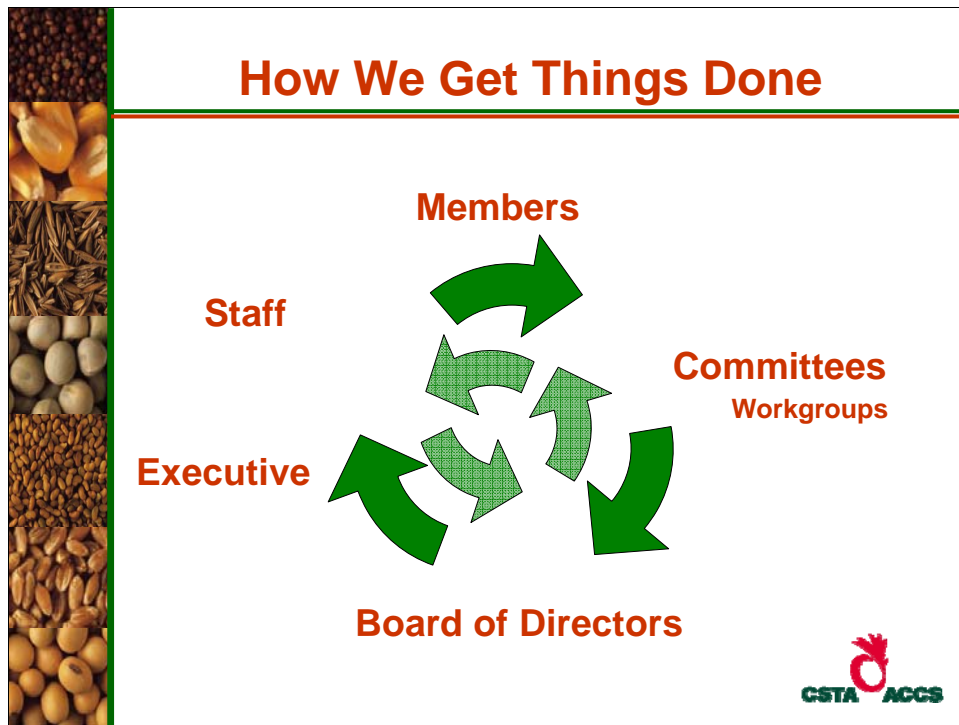 How We Get Things Done
Members
Staff
Committees
Workgroups
Executive
Board of Directors
CSTA ACCS